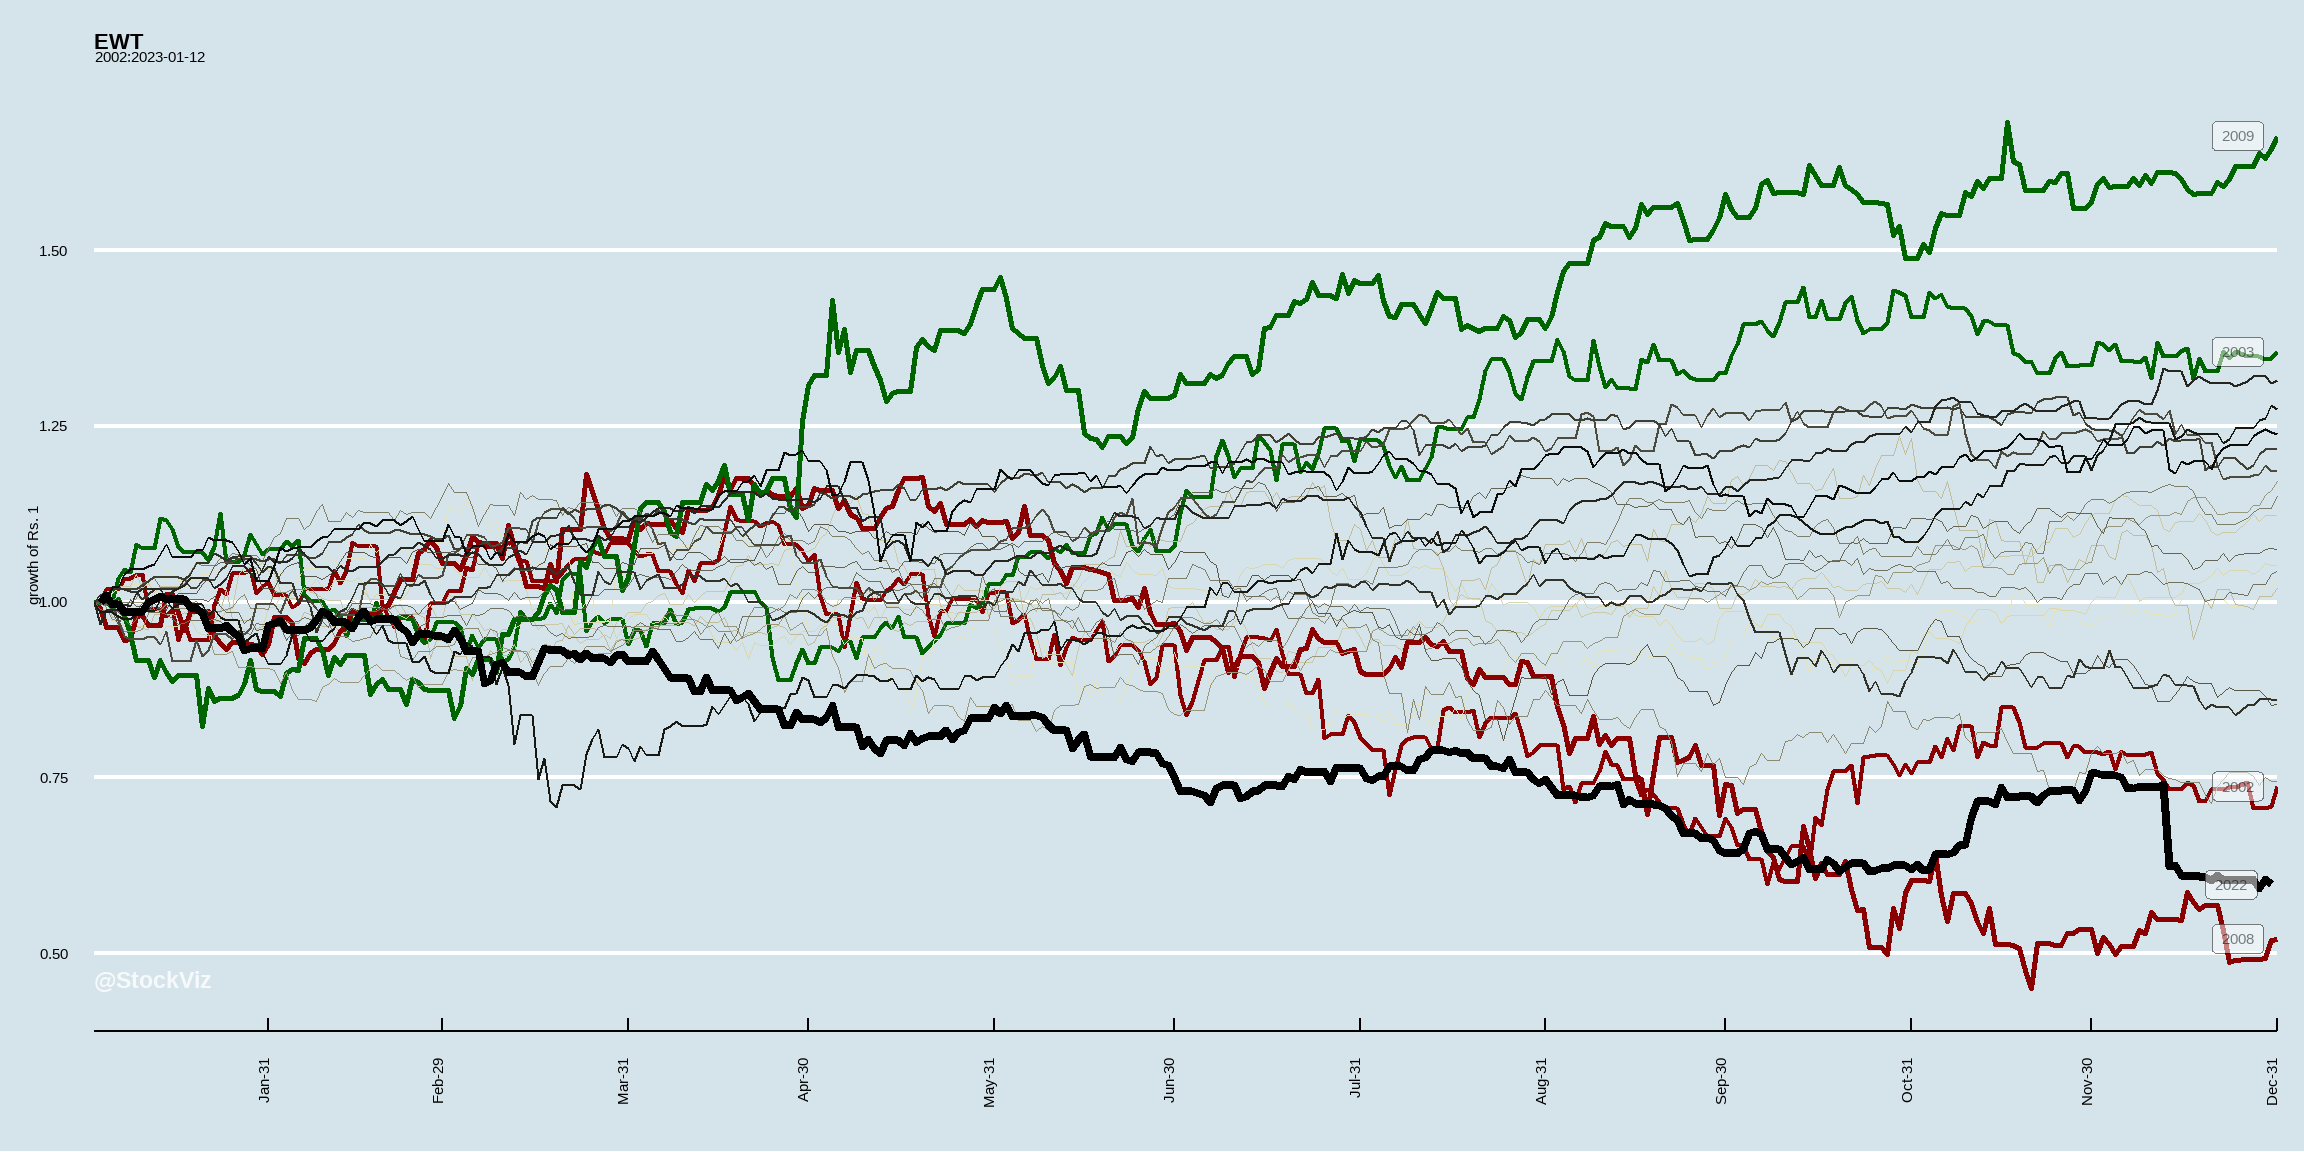 EWT
2002:2023-01-12
growth of Rs. 1
1.50
1.25
1.00
0.75
0.50
2009
2003
2002
2022
2008
@StockViz
Jan-31
Feb-29
Mar-31
Apr-30
May-31
Jun-30
Jul-31
Aug-31
Sep-30
Oct-31
Nov-30
Dec-31